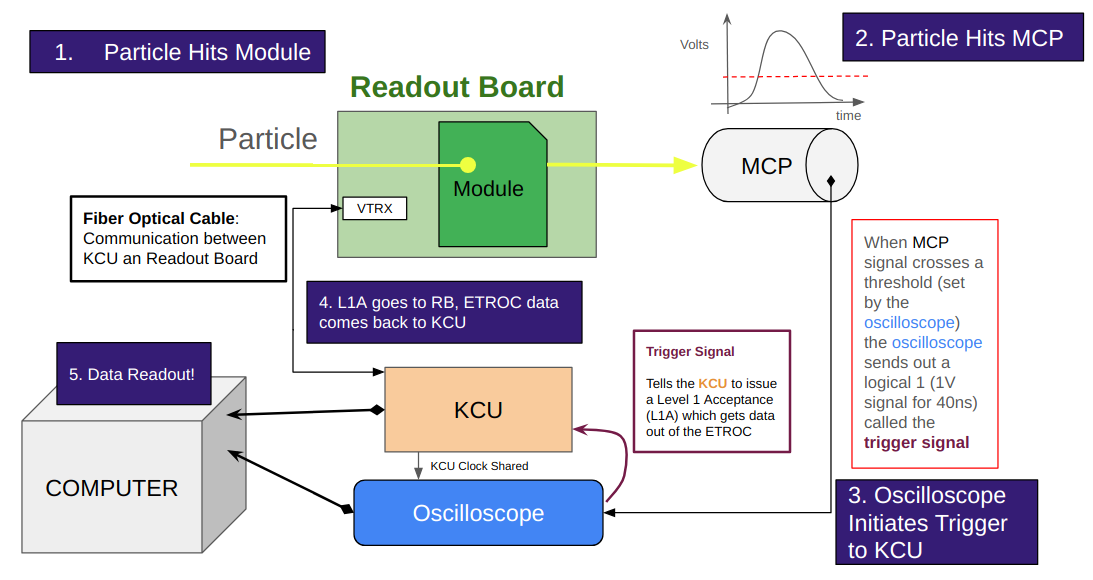 1. Particle Hits Module
2. Particle Hits MCP
Volts
time
Readout Board
Particle
Module
MCP
VTRX
Fiber Optical Cable:
Communication between
KCU an Readout Board
When MCP
signal crosses a
threshold (set
by the
oscilloscope)
the oscilloscope
sends out a
logical 1 (1V
signal for 40ns)
called the
trigger signal
4. L1A goes to RB, ETROC data
comes back to KCU
Trigger Signal
Tells the KCU to issue
a Level 1 Acceptance
(L1A) which gets data
out of the ETROC
5. Data Readout!
KCU
KCU Clock Shared
COMPUTER
Oscilloscope
3. Oscilloscope
Initiates Trigger
to KCU